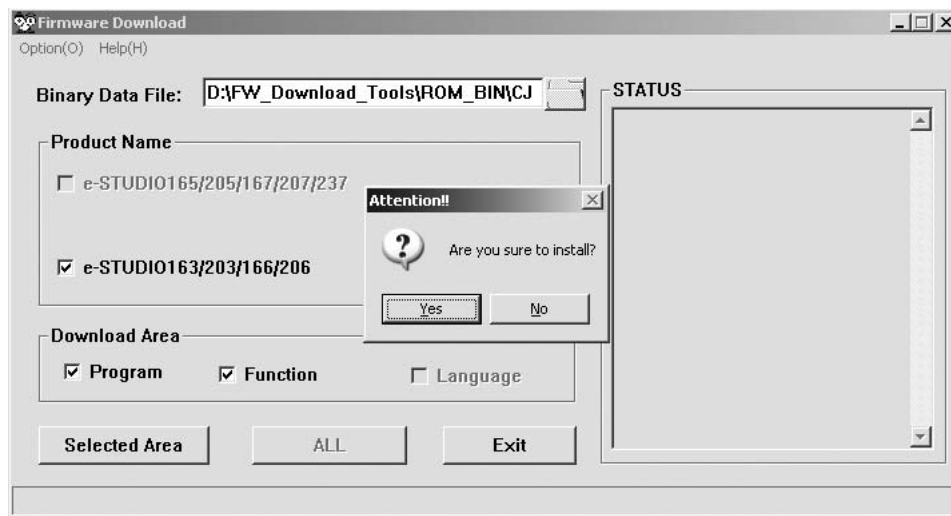 Firmware Download
Option(O) Help(H)
Binary Data File: D:\FW_Download_Tools\ROM_BIN\CJ
STATUS
Product Name
e-STUDIO165/205/167/207/237
Attention!!
Are you sure to install?
e-STUDIO163/203/166/206
Yes No
Download Area
Program Function Language
Selected Area ALL Exit